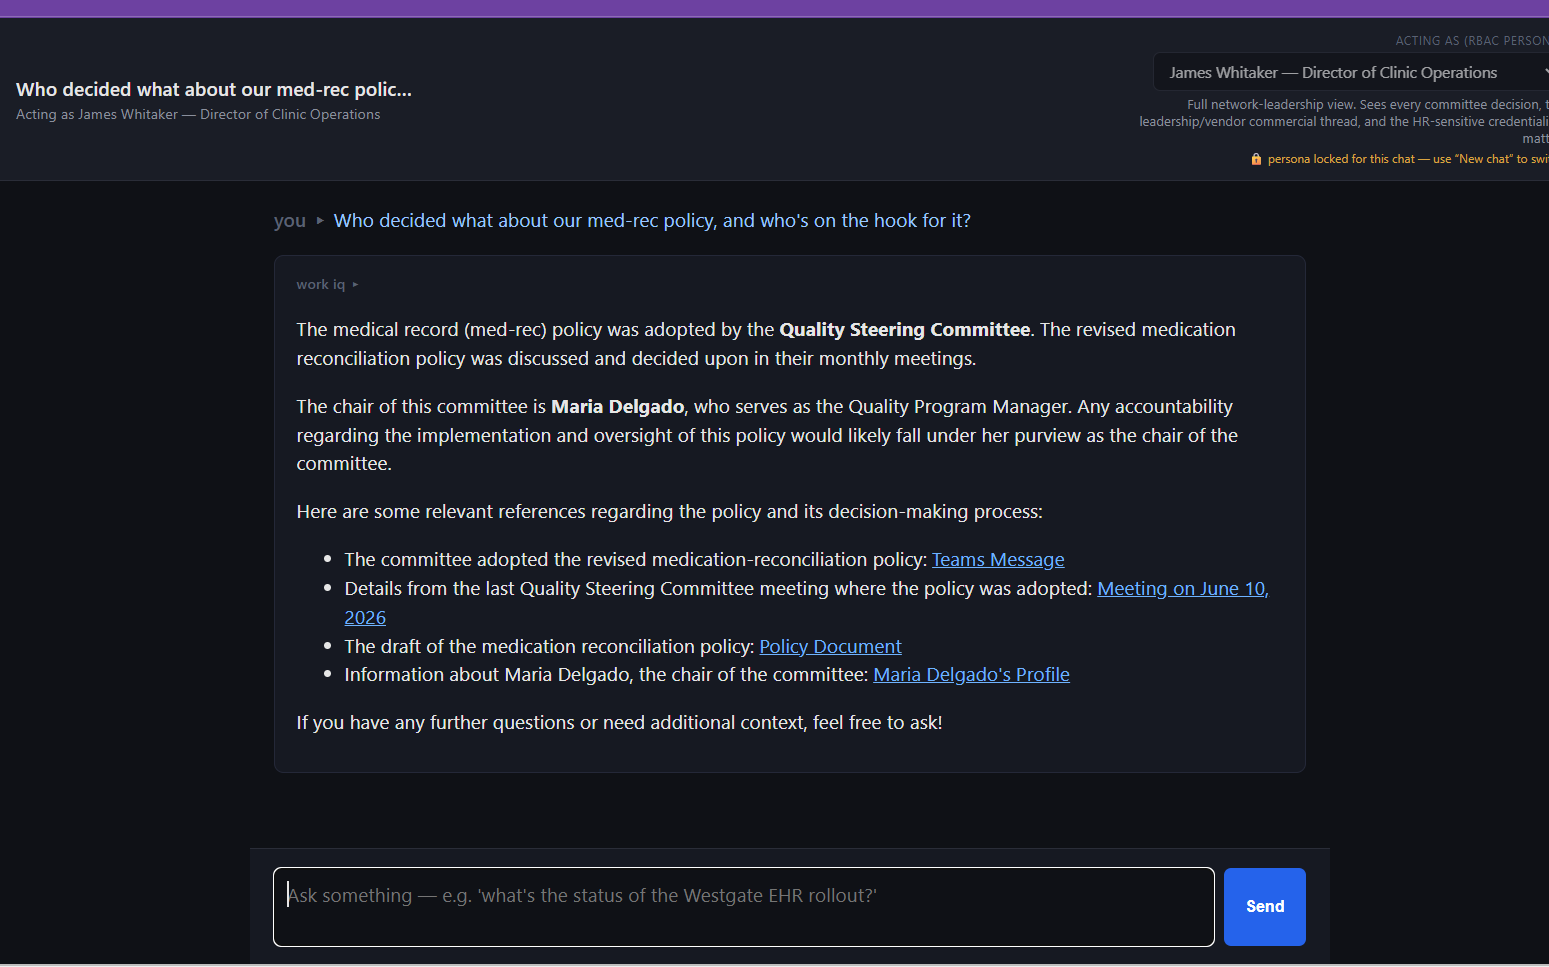 ACTING AS (RBAC PERSON
James Whitaker — Director of Clinic Operations
Who decided what about our med-rec polic...
Acting as James Whitaker — Director of Clinic Operations
Full network-leadership view. Sees every committee decision, t
leadership/vendor commercial thread, and the HR-sensitive credentiali
matt
persona locked for this chat — use “New chat” to swi
you ▸ Who decided what about our med-rec policy, and who's on the hook for it?
work iq ▸
The medical record (med-rec) policy was adopted by the Quality Steering Committee. The revised medication
reconciliation policy was discussed and decided upon in their monthly meetings.
The chair of this committee is Maria Delgado, who serves as the Quality Program Manager. Any accountability
regarding the implementation and oversight of this policy would likely fall under her purview as the chair of the
committee.
Here are some relevant references regarding the policy and its decision-making process:
• The committee adopted the revised medication-reconciliation policy: Teams Message
• Details from the last Quality Steering Committee meeting where the policy was adopted: Meeting on June 10,
2026
• The draft of the medication reconciliation policy: Policy Document
• Information about Maria Delgado, the chair of the committee: Maria Delgado's Profile
If you have any further questions or need additional context, feel free to ask!
Ask something — e.g. 'what's the status of the Westgate EHR rollout?'
Send